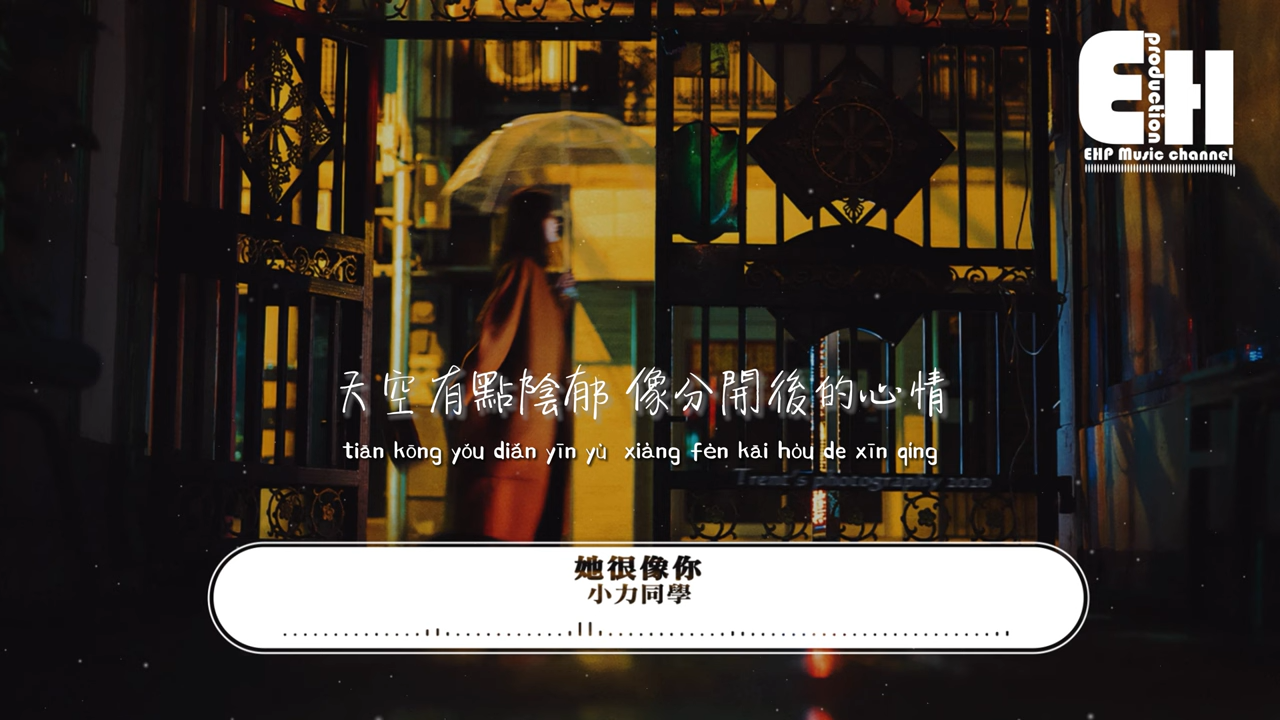 EH
production
EHP Music channel
天空有點陰郁 像分開後的心情
tiān kōng yǒu diǎn yīn yù xiàng fèn kāi hòu de xīn qíng
Trent's photography 2020
她很像你
小力同學